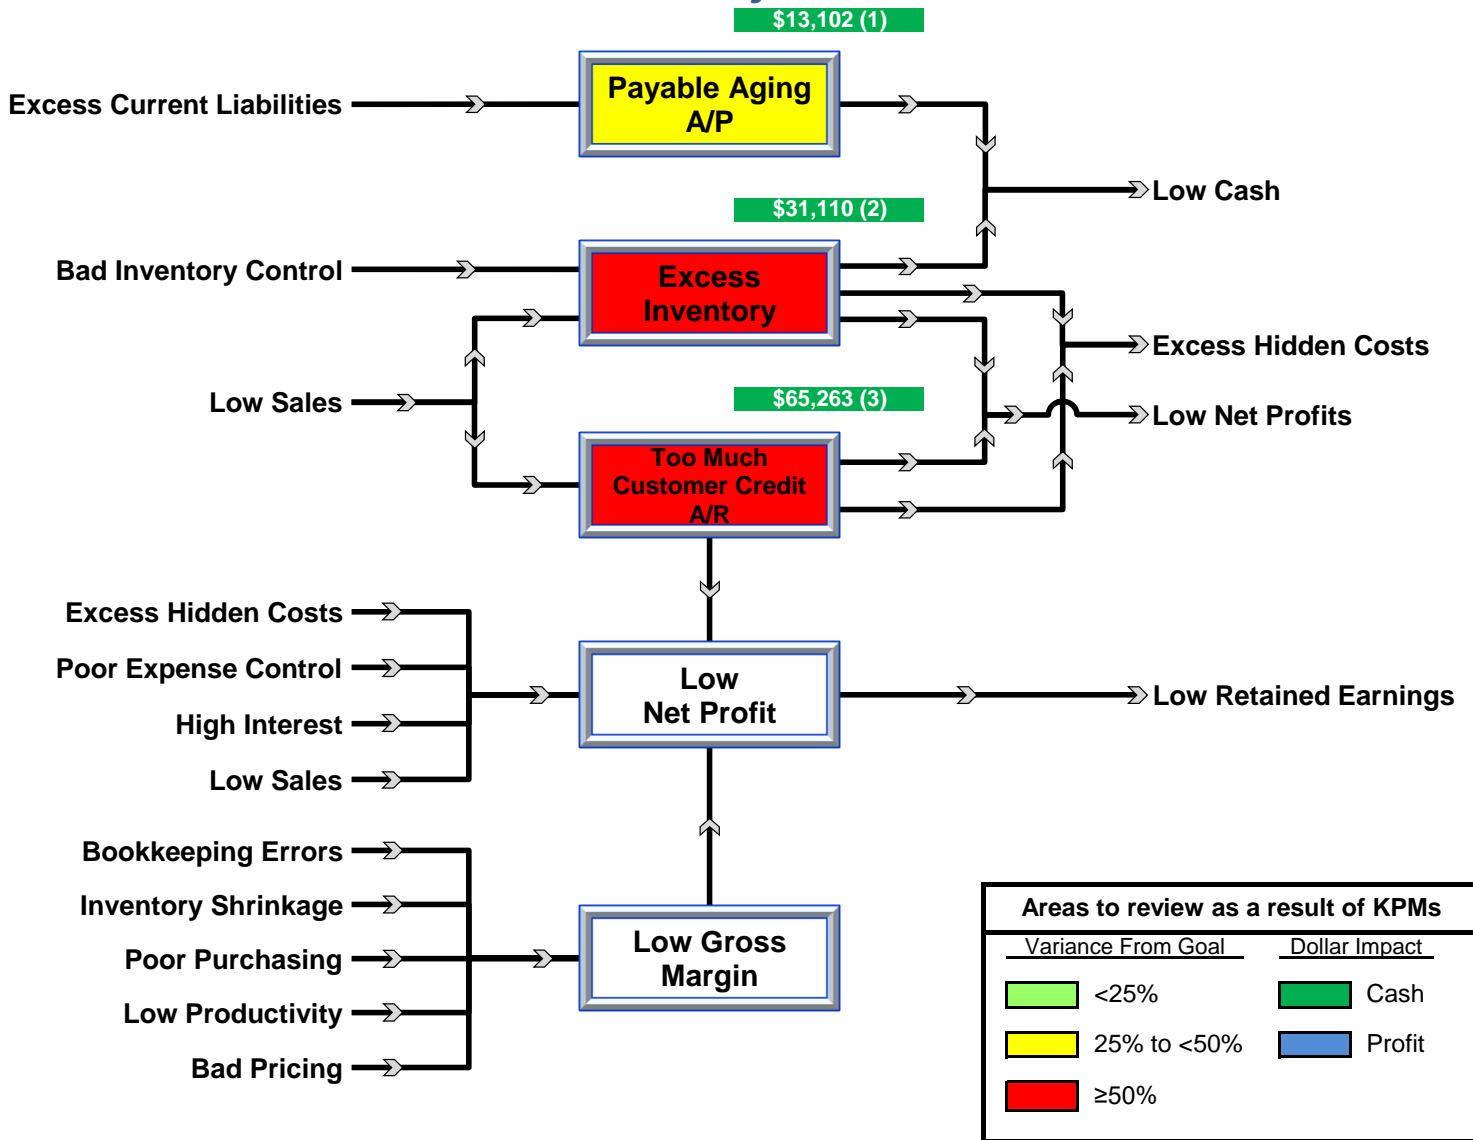 $13,102 (1)
Excess Current Liabilities
Payable Aging
A/P
Low Cash
$31,110 (2)
Bad Inventory Control
Excess
Inventory
Excess Hidden Costs
Low Sales
$65,263 (3)
Low Net Profits
Too Much
Customer Credit
A/R
Excess Hidden Costs
Poor Expense Control
High Interest
Low Sales
Low
Net Profit
Low Retained Earnings
Bookkeeping Errors
Inventory Shrinkage
Poor Purchasing
Low Productivity
Bad Pricing
Low Gross
Margin
Areas to review as a result of KPMs
Variance From Goal
Dollar Impact
<25%
Cash
25% to <50%
Profit
≥50%